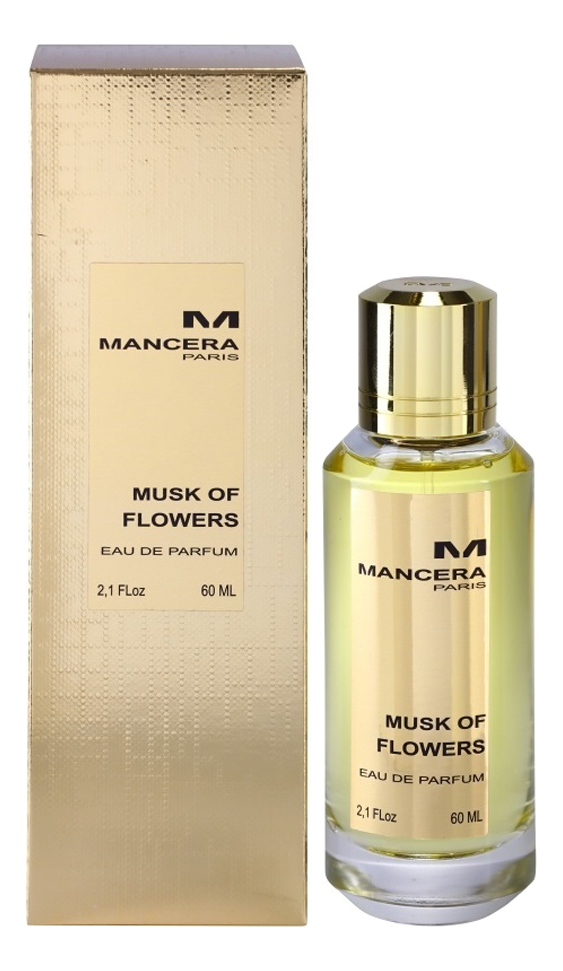 M
MANCERA
PARIS
MUSK OF
FLOWERS
EAU DE PARFUM
2,1 FLoz 60 ML
M
MANCERA
PARIS
MUSK OF
FLOWERS
EAU DE PARFUM
2,1 FLoz 60 ML